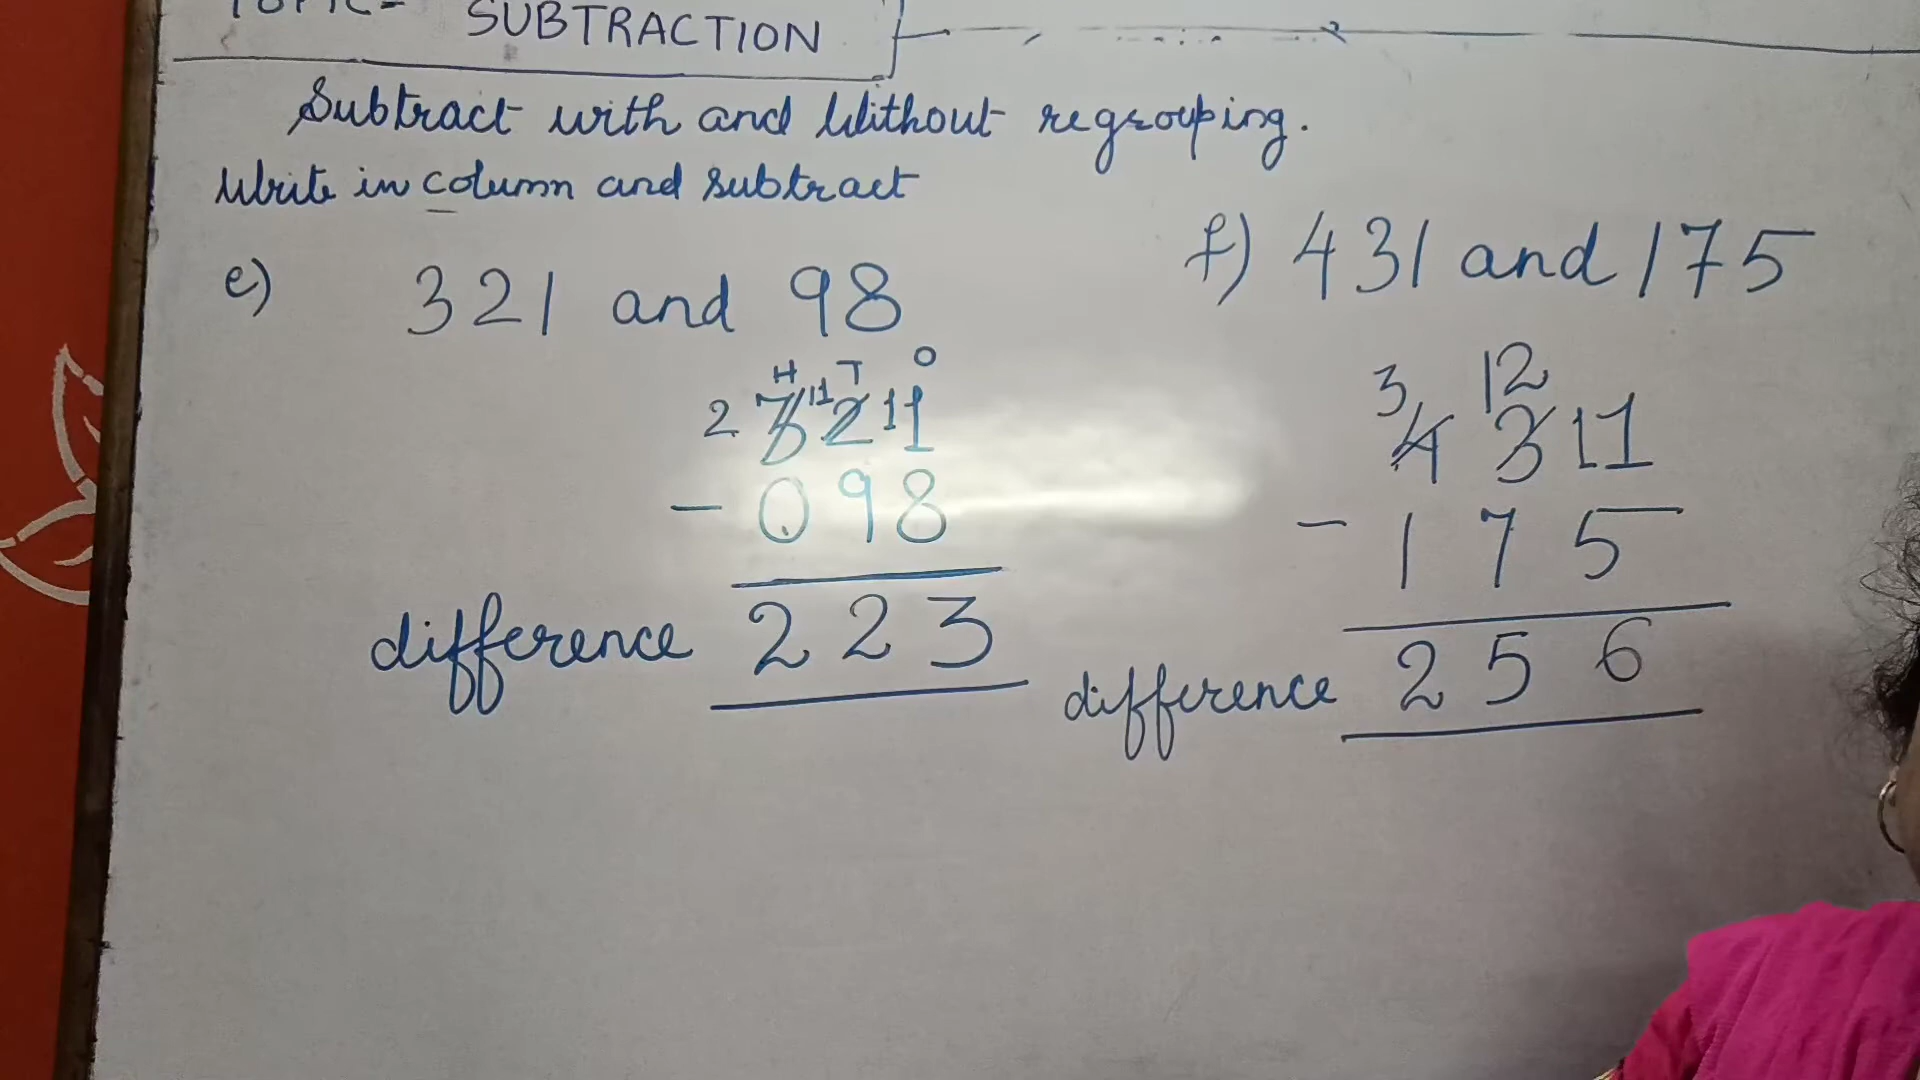 TOPIC- SUBTRACTION
Subtract with and Without regrouping.
Write in column and subtract
e) 321 and 98
H T O
2 11 11
3 2 1
- 0 9 8
difference 2 2 3
f) 431 and 175
3 12
4 3 11
- 1 7 5
difference 2 5 6